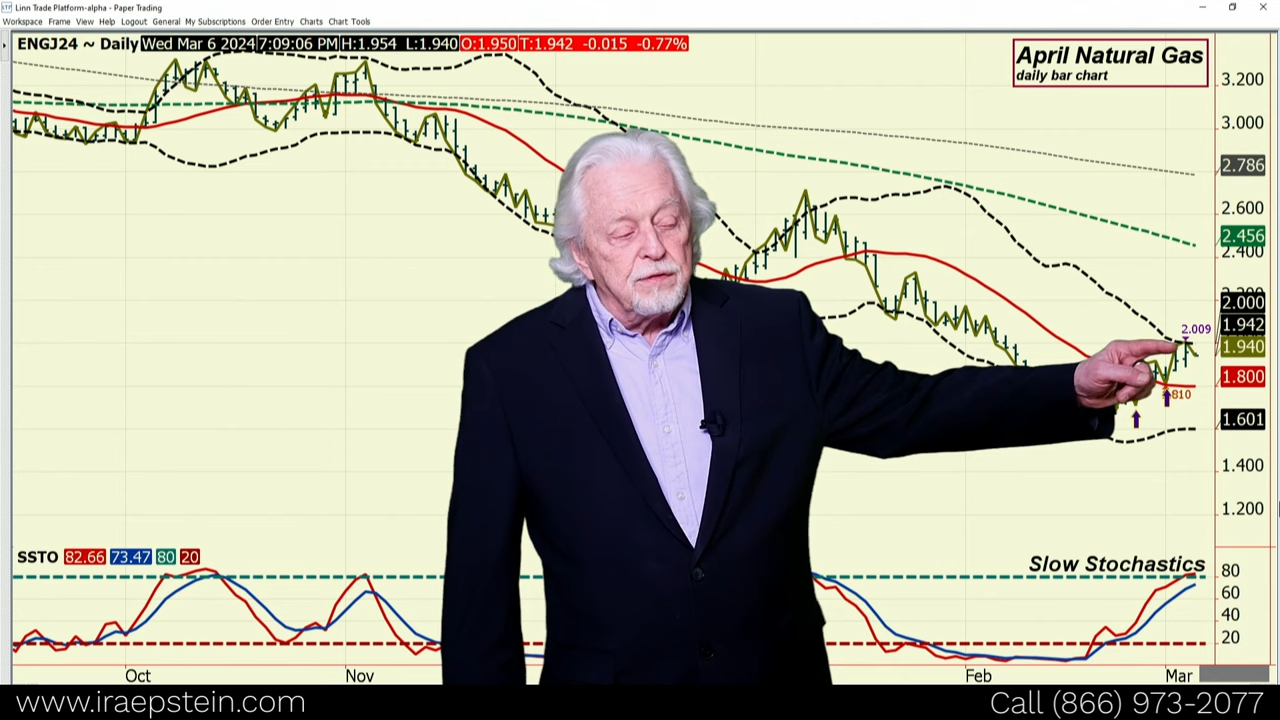 Linn Trade Platform-alpha - Paper Trading
Workspace Frame View Help Logout General My Subscriptions Order Entry Charts Chart Tools
ENGJ24 ~ Daily Wed Mar 6 2024 7:09:06 PM H:1.954 L:1.940 O:1.950 T:1.942 -0.015 -0.77%
April Natural Gas
daily bar chart
3.200
3.000
2.786
2.600
2.456
2.400
2.000
2.009
1.942
1.940
1.800
810
1.601
1.400
1.200
SSTO 82.66 73.47 80 20
Slow Stochastics
80
60
40
20
Oct Nov Feb Mar
www.iraepstein.com Call (866) 973-2077